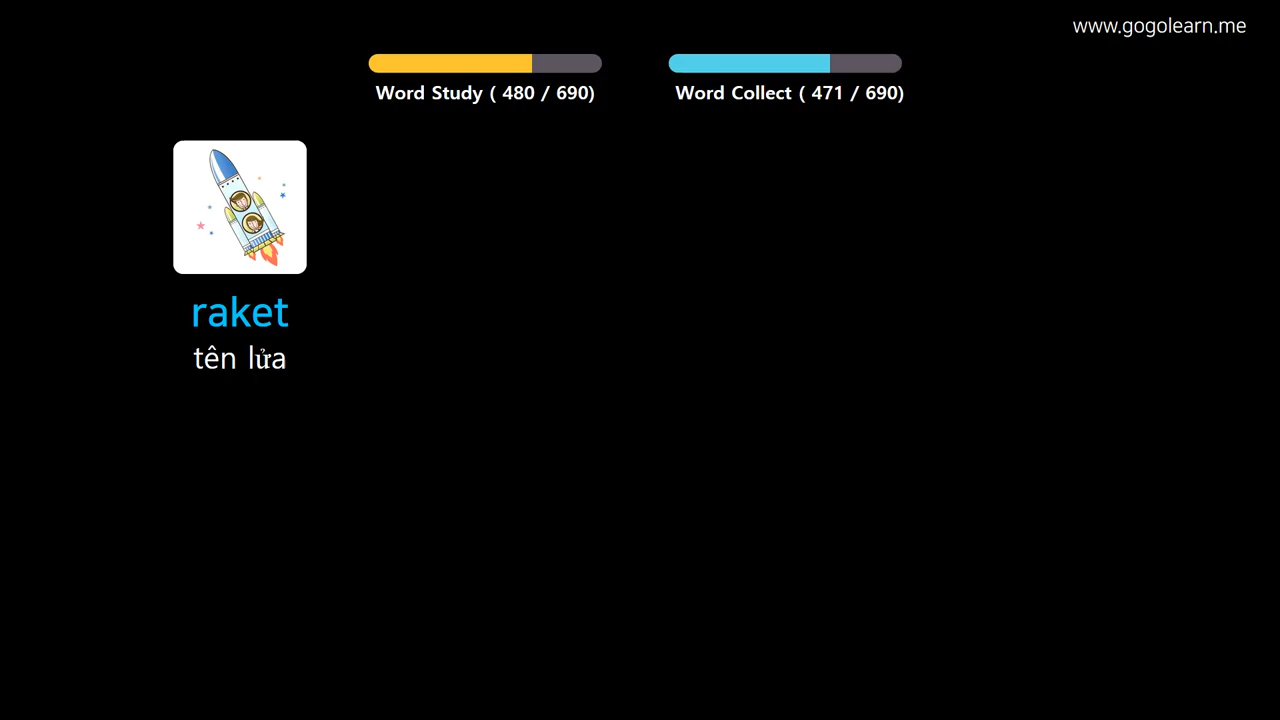 www.gogolearn.me
Word Study ( 480 / 690)
Word Collect ( 471 / 690)
raket
tên lửa